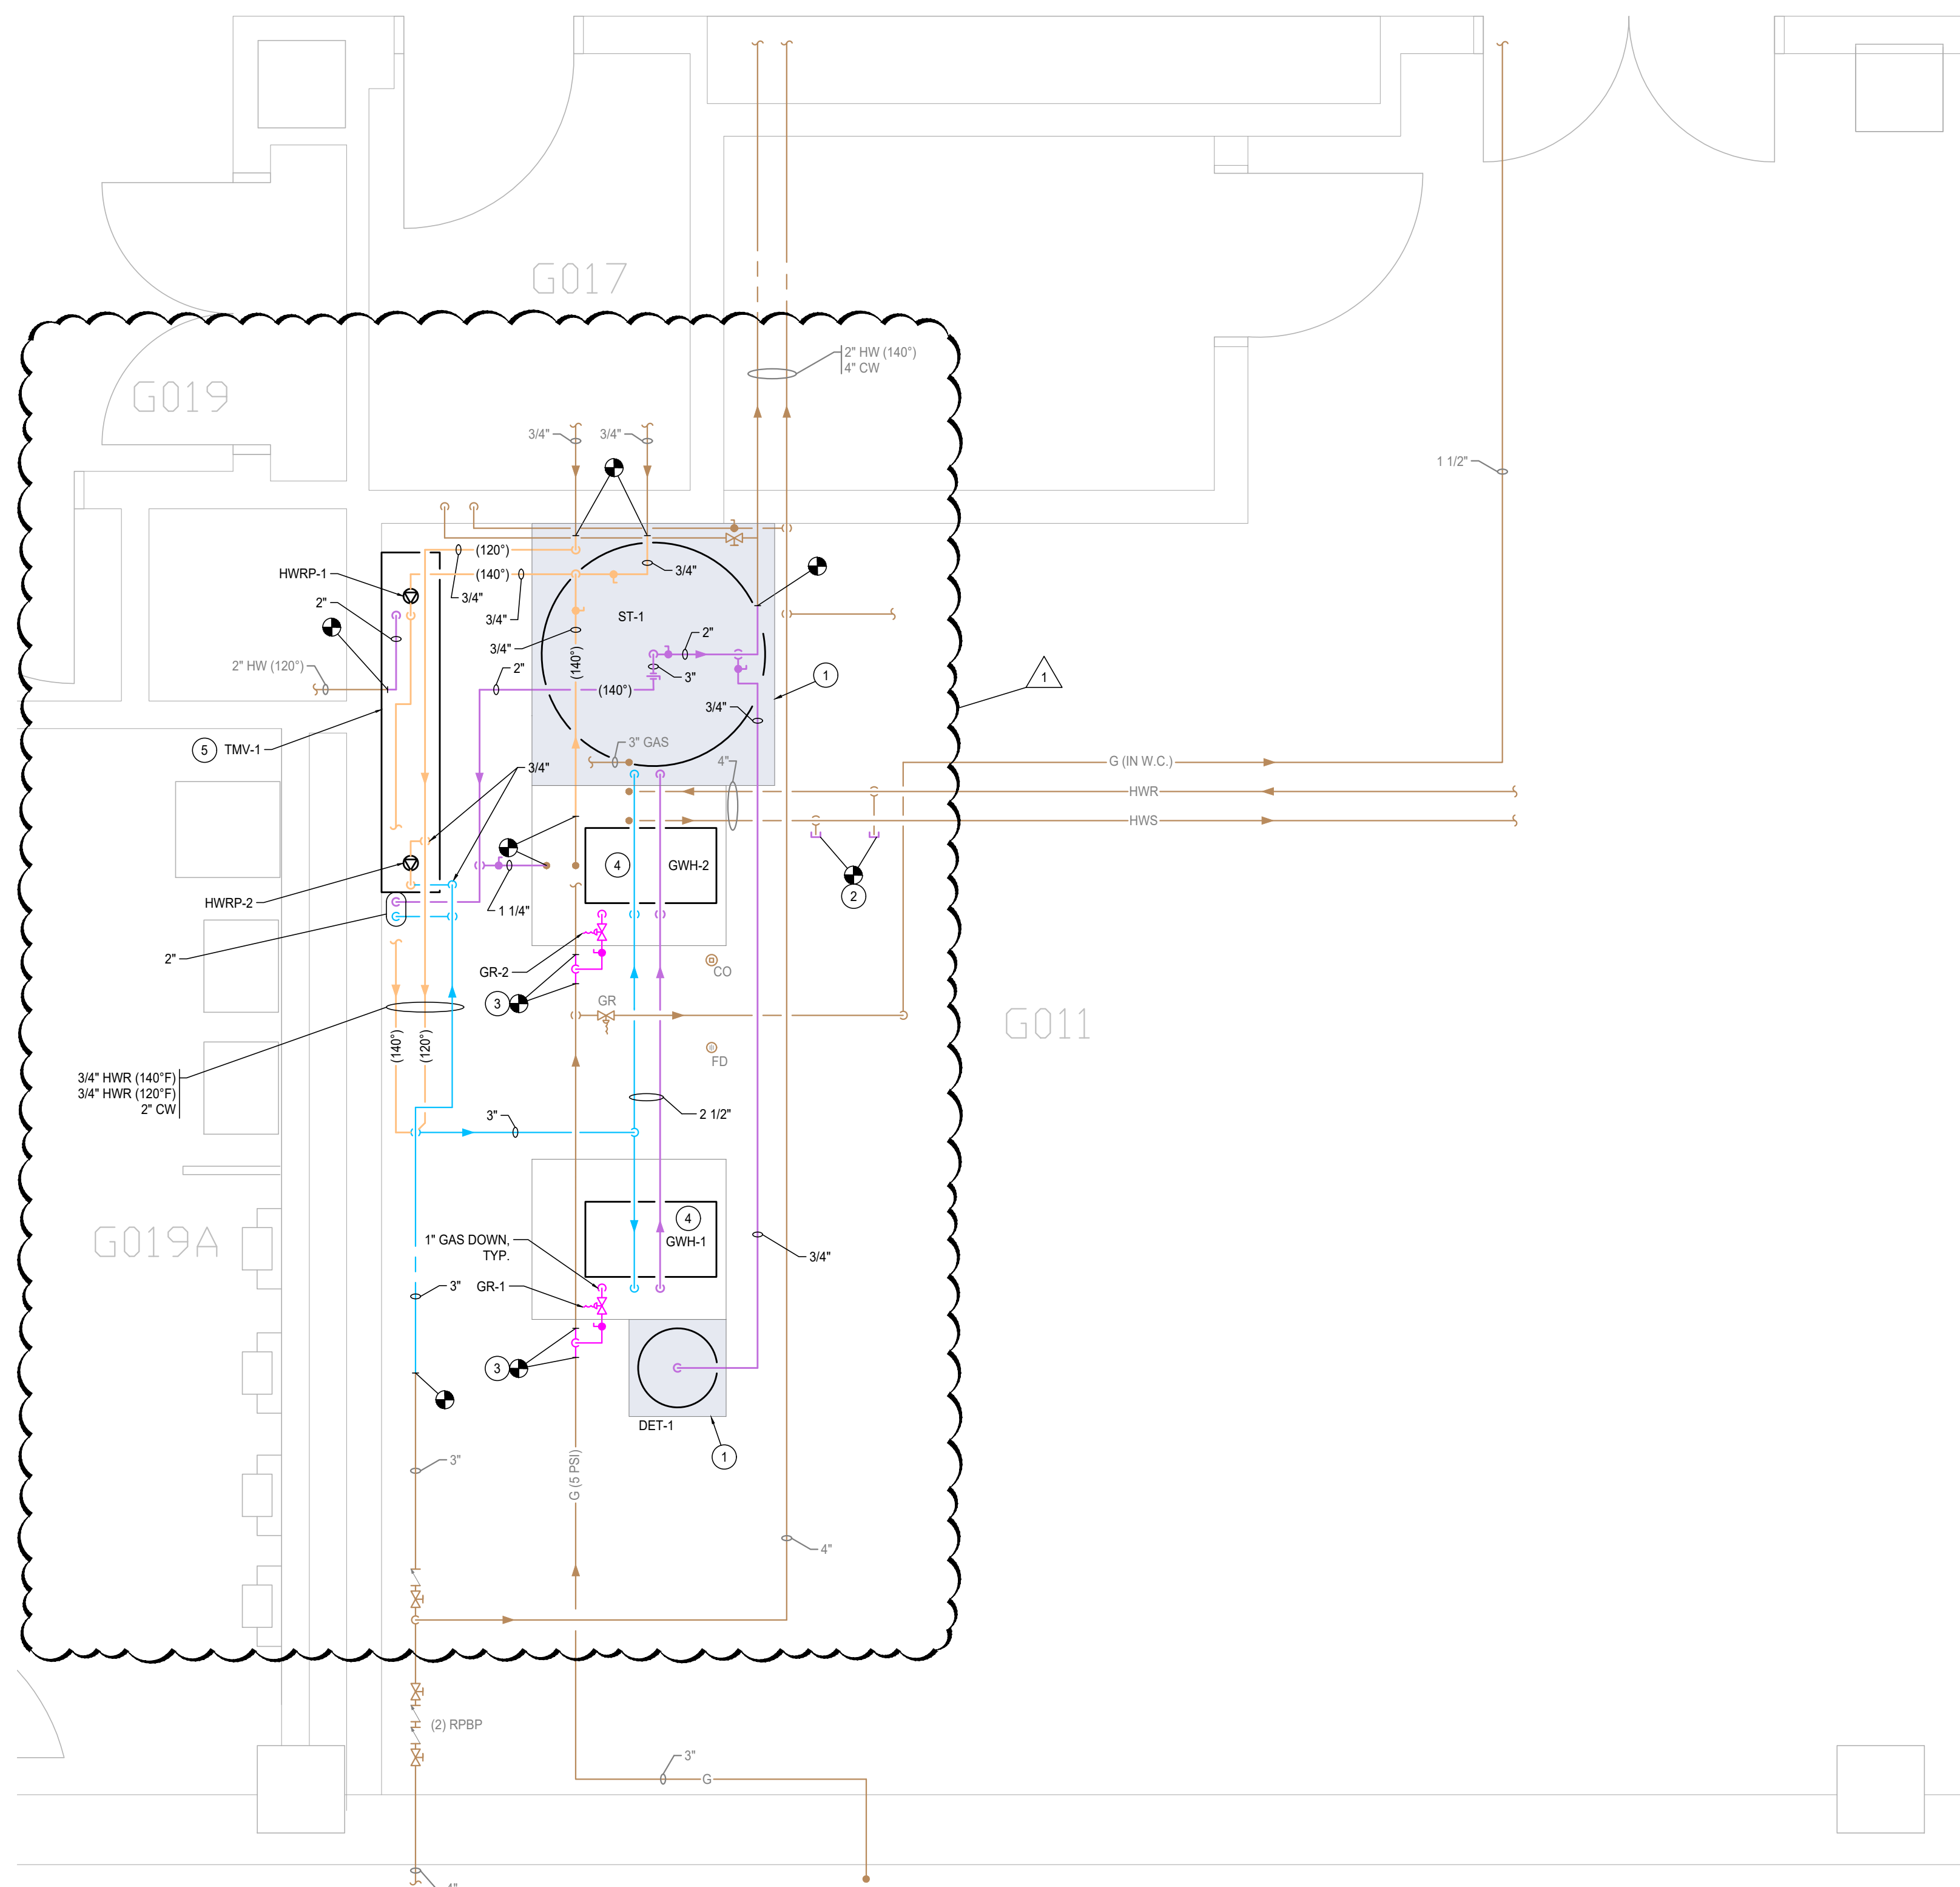 G017
2" HW (140°)
4" CW
G019
3/4"
3/4"
1 1/2"
(120°)
HWRP-1
(140°)
3/4"
3/4"
2"
3/4"
ST-1
3/4"
2"
2" HW (120°)
2"
(140°)
3"
(140°)
1
1
3/4"
5
TMV-1
3" GAS
4"
G (IN W.C.)
3/4"
HWR
HWS
4
GWH-2
2
HWRP-2
1 1/4"
2"
GR-2
CO
3
GR
G011
(140°)
(120°)
FD
3/4" HWR (140°F)
3/4" HWR (120°F)
2" CW
3"
2 1/2"
G019A
4
GWH-1
1" GAS DOWN,
TYP.
3/4"
GR-1
3"
3
DET-1
1
3"
G (5 PSI)
4"
(2) RPBP
3"
G